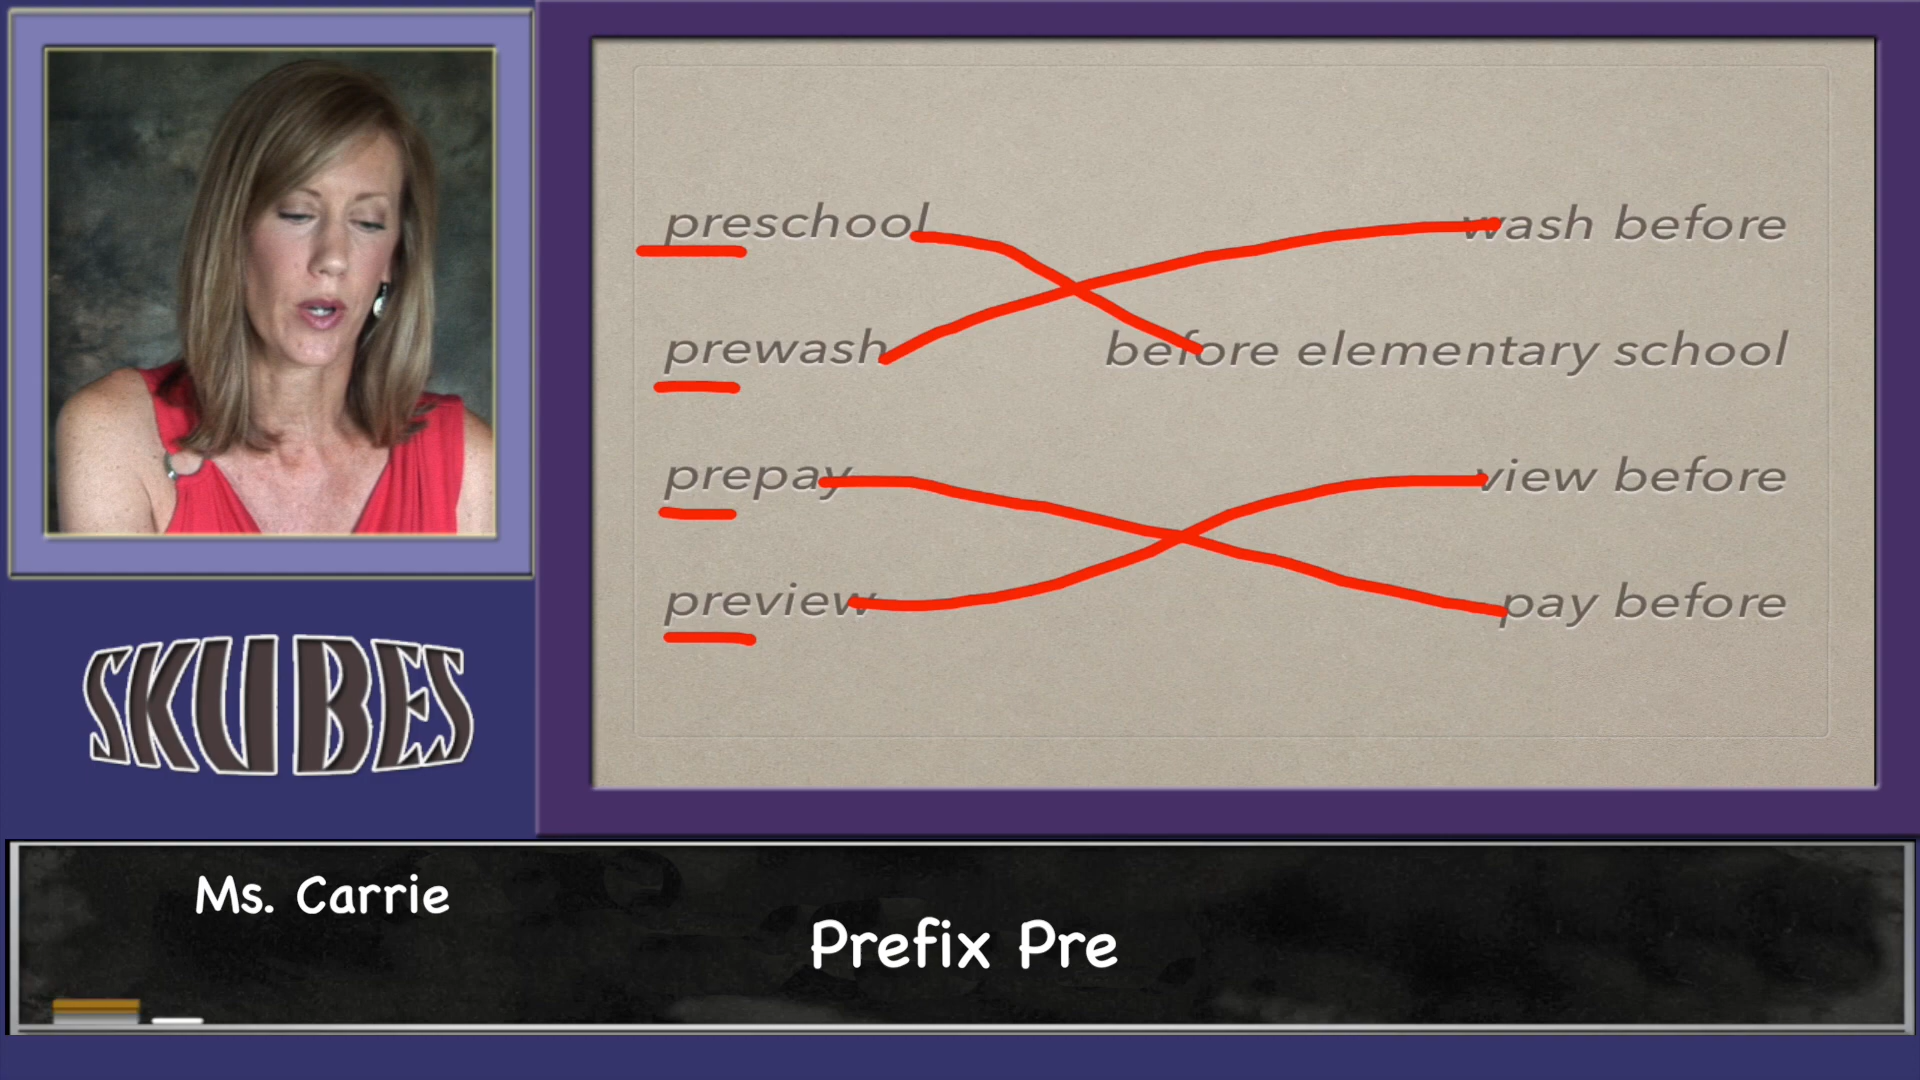 preschool
wash before
prewash
before elementary school
prepay
view before
preview
pay before
SKUBES
Ms. Carrie
Prefix Pre